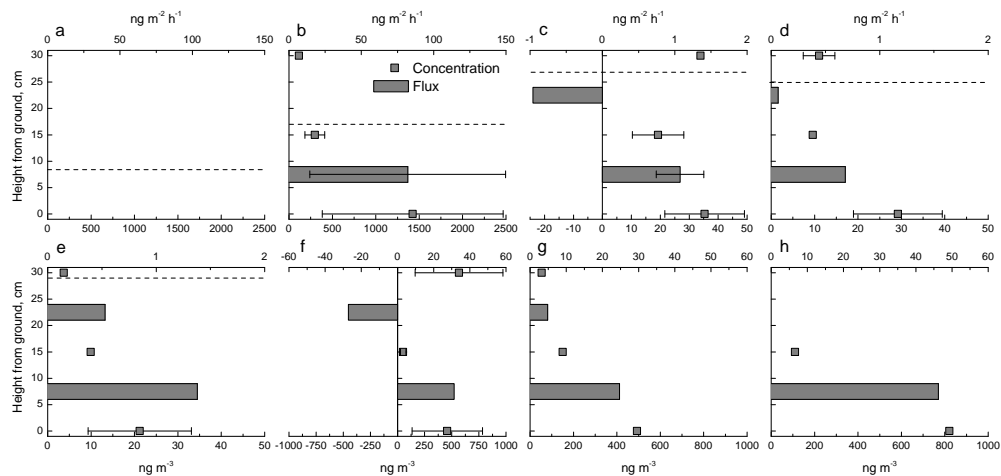 ng m-2 h-1
ng m-2 h-1
ng m-2 h-1
ng m-2 h-1
0 50 100 150
0 50 100 150
-1 0 1 2
0 1 2
a
b
c
d
Height from ground, cm
30
25
20
15
10
5
0
Concentration
Flux
500 1000 1500 2000 2500
0 500 1000 1500 2000 2500
-20 -10 0 10 20 30 40 50
0 10 20 30 40 50
e
f
g
h
0 1 2
-60 -40 -20 0 20 40 60
0 10 20 30 40 50 60
0 10 20 30 40 50 60
Height from ground, cm
30
25
20
15
10
5
0
0 10 20 30 40 50
-1000 -750 -500 -250 0 250 500 750 1000
0 200 400 600 800 1000
0 200 400 600 800 1000
ng m-3
ng m-3
ng m-3
ng m-3